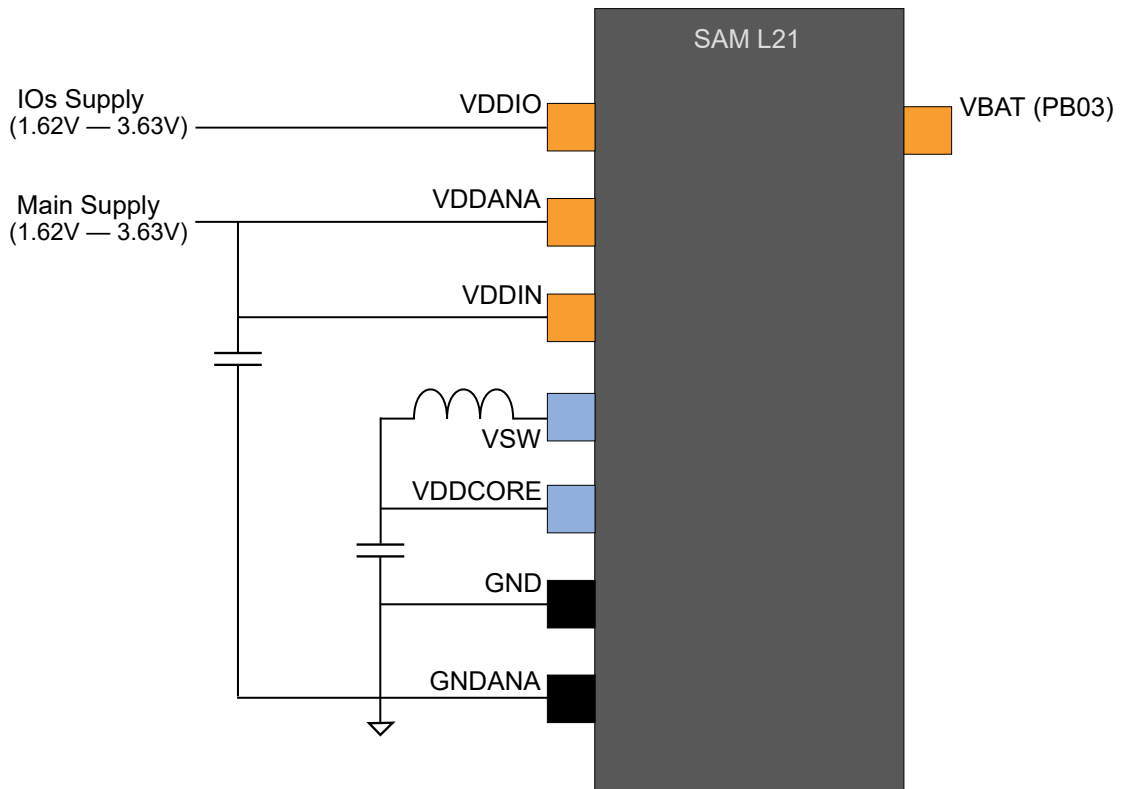 SAM L21
IOs Supply
(1.62V — 3.63V)
VDDIO
VBAT (PB03)
Main Supply
(1.62V — 3.63V)
VDDANA
VDDIN
VSW
VDDCORE
GND
GNDANA